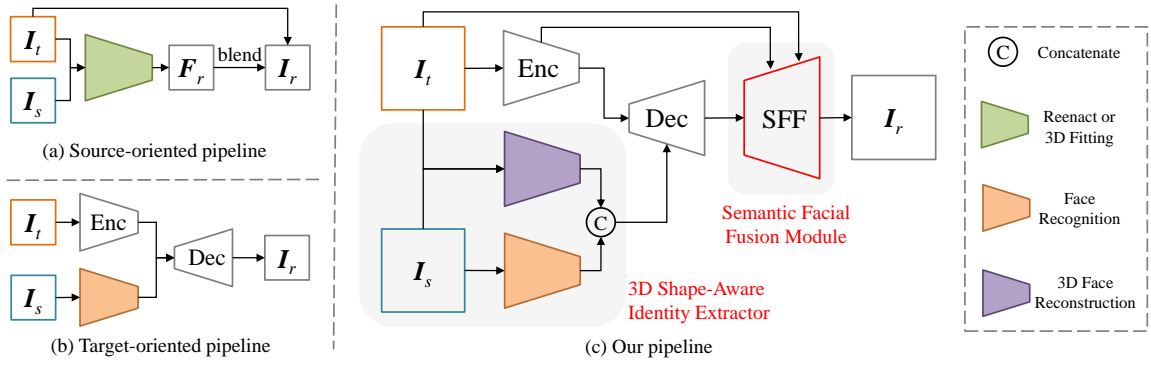 I_t
I_s
F_r
blend
I_r
(a) Source-oriented pipeline
I_t
Enc
I_s
Dec
I_r
(b) Target-oriented pipeline
I_t
Enc
Dec
SFF
I_r
Semantic Facial
Fusion Module
C
I_s
3D Shape-Aware
Identity Extractor
(c) Our pipeline
C
Concatenate
Reenact or
3D Fitting
Face
Recognition
3D Face
Reconstruction